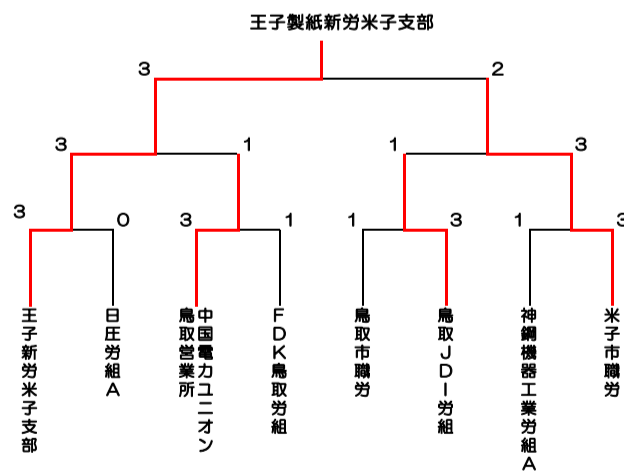 王子製紙新労米子支部
3
2
3
1
1
3
3
0
3
1
1
3
1
3
王子新労米子支部
日圧労組A
中国電力ユニオン
鳥取営業所
FDK鳥取労組
鳥取市職労
鳥取JDI労組
神鋼機器工業労組A
米子市職労